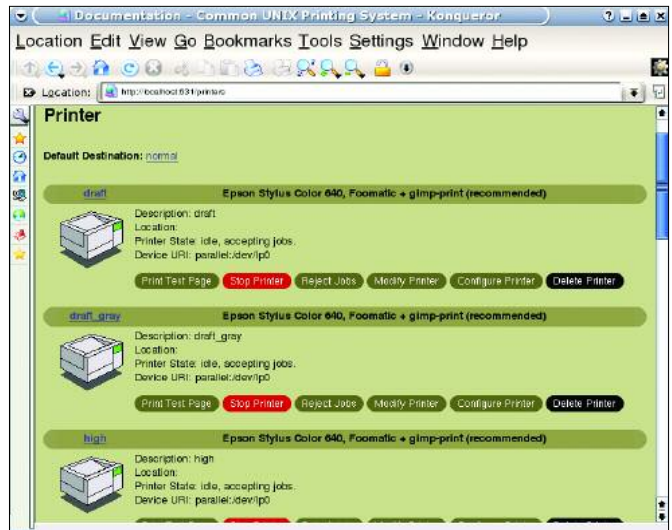 Documentation - Common UNIX Printing System - Konqueror
Location Edit View Go Bookmarks Tools Settings Window Help
Location: http://localhost:631/printers
Printer
Default Destination: normal
draft Epson Stylus Color 640, Foomatic + gimp-print (recommended)
Description: draft
Location:
Printer State: idle, accepting jobs.
Device URI: parallel:/dev/lp0
Print Test Page Stop Printer Reject Jobs Modify Printer Configure Printer Delete Printer
draft_gray Epson Stylus Color 640, Foomatic + gimp-print (recommended)
Description: draft_gray
Location:
Printer State: idle, accepting jobs.
Device URI: parallel:/dev/lp0
Print Test Page Stop Printer Reject Jobs Modify Printer Configure Printer Delete Printer
high Epson Stylus Color 640, Foomatic + gimp-print (recommended)
Description: high
Location:
Printer State: idle, accepting jobs.
Device URI: parallel:/dev/lp0